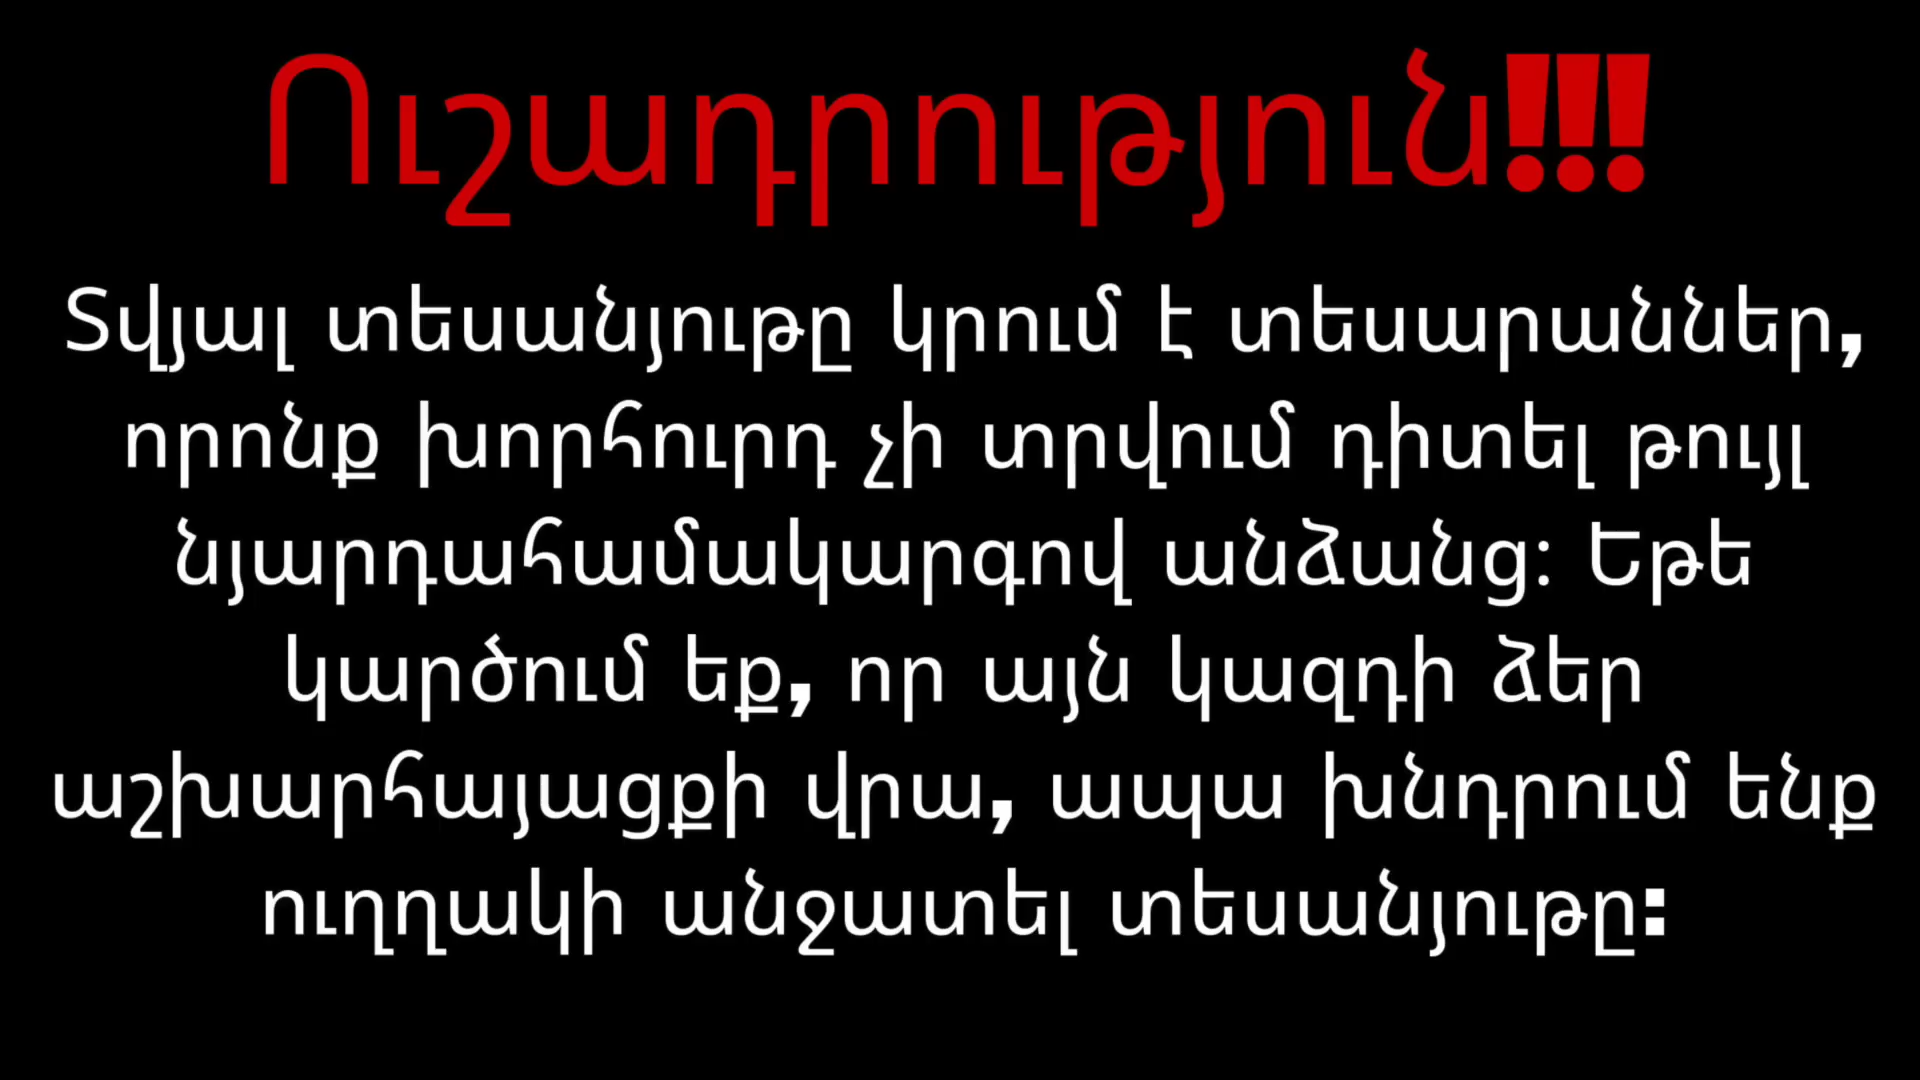 Ուշադրություն!!!
Տվյալ տեսանյութը կրում է տեսարաններ,
որոնք խորհուրդ չի տրվում դիտել թույլ
նյարդահամակարգով անձանց։ Եթե
կարծում եք, որ այն կազդի ձեր
աշխարհայացքի վրա, ապա խնդրում ենք
ուղղակի անջատել տեսանյութը: